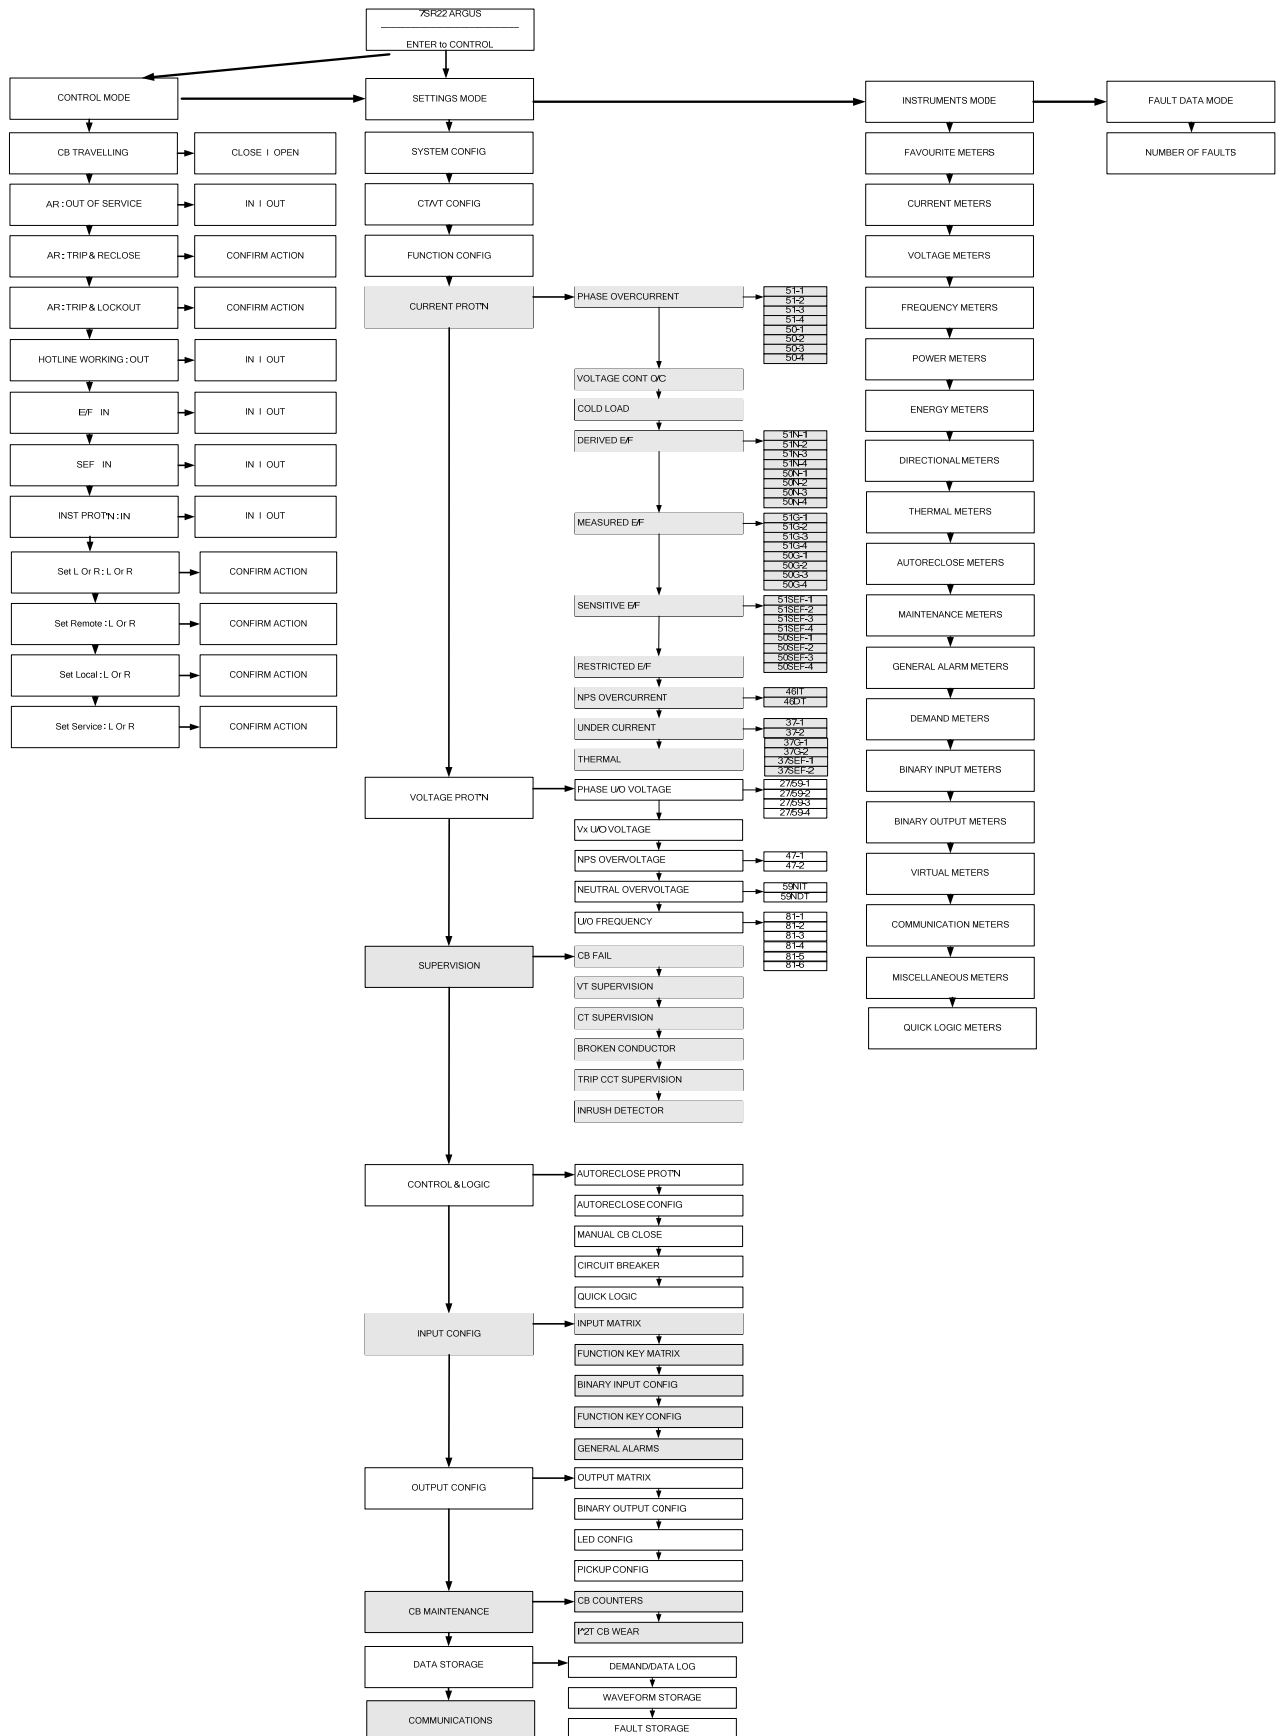 7SR22 ARGUS
ENTER to CONTROL
CONTROL MODE
CB TRAVELLING
CLOSE | OPEN
AR : OUT OF SERVICE
IN | OUT
AR : TRIP & RECLOSE
CONFIRM ACTION
AR : TRIP & LOCKOUT
CONFIRM ACTION
HOTLINE WORKING : OUT
IN | OUT
E/F IN
IN | OUT
SEF IN
IN | OUT
INST PROT'N : IN
IN | OUT
Set L Or R : L Or R
CONFIRM ACTION
Set Remote : L Or R
CONFIRM ACTION
Set Local : L Or R
CONFIRM ACTION
Set Service : L Or R
CONFIRM ACTION
SETTINGS MODE
SYSTEM CONFIG
CT/VT CONFIG
FUNCTION CONFIG
CURRENT PROT'N
PHASE OVERCURRENT
51-1
51-2
51-3
51-4
50-1
50-2
50-3
50-4
VOLTAGE CONT O/C
COLD LOAD
DERIVED E/F
51N-1
51N-2
51N-3
51N-4
50N-1
50N-2
50N-3
50N-4
MEASURED E/F
51G-1
51G-2
51G-3
51G-4
50G-1
50G-2
50G-3
50G-4
SENSITIVE E/F
51SEF-1
51SEF-2
51SEF-3
51SEF-4
50SEF-1
50SEF-2
50SEF-3
50SEF-4
RESTRICTED E/F
NPS OVERCURRENT
46IT
46DT
UNDER CURRENT
37-1
37-2
37G-1
37G-2
37SEF-1
37SEF-2
THERMAL
VOLTAGE PROT'N
PHASE U/O VOLTAGE
27/59-1
27/59-2
27/59-3
27/59-4
Vx U/O VOLTAGE
NPS OVERVOLTAGE
47-1
47-2
NEUTRAL OVERVOLTAGE
59NIT
59NDT
U/O FREQUENCY
81-1
81-2
81-3
81-4
81-5
81-6
SUPERVISION
CB FAIL
VT SUPERVISION
CT SUPERVISION
BROKEN CONDUCTOR
TRIP CCT SUPERVISION
INRUSH DETECTOR
CONTROL & LOGIC
AUTORECLOSE PROT'N
AUTORECLOSE CONFIG
MANUAL CB CLOSE
CIRCUIT BREAKER
QUICK LOGIC
INPUT CONFIG
INPUT MATRIX
FUNCTION KEY MATRIX
BINARY INPUT CONFIG
FUNCTION KEY CONFIG
GENERAL ALARMS
OUTPUT CONFIG
OUTPUT MATRIX
BINARY OUTPUT CONFIG
LED CONFIG
PICKUP CONFIG
CB MAINTENANCE
CB COUNTERS
I^2T CB WEAR
DATA STORAGE
DEMAND/DATA LOG
WAVEFORM STORAGE
FAULT STORAGE
COMMUNICATIONS
INSTRUMENTS MODE
FAVOURITE METERS
CURRENT METERS
VOLTAGE METERS
FREQUENCY METERS
POWER METERS
ENERGY METERS
DIRECTIONAL METERS
THERMAL METERS
AUTORECLOSE METERS
MAINTENANCE METERS
GENERAL ALARM METERS
DEMAND METERS
BINARY INPUT METERS
BINARY OUTPUT METERS
VIRTUAL METERS
COMMUNICATION METERS
MISCELLANEOUS METERS
QUICK LOGIC METERS
FAULT DATA MODE
NUMBER OF FAULTS